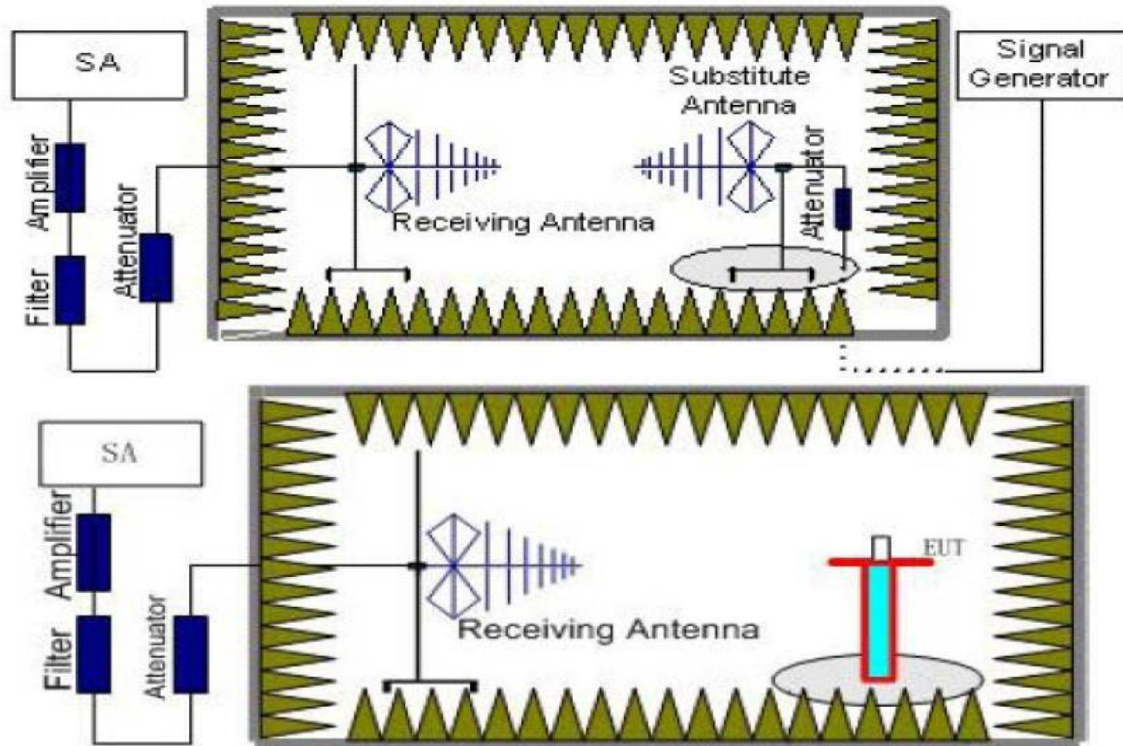 SA
Signal
Generator
Substitute
Antenna
Amplifier
Attenuator
Attenuator
Filter
Receiving Antenna
SA
Amplifier
EUT
Filter
Attenuator
Receiving Antenna